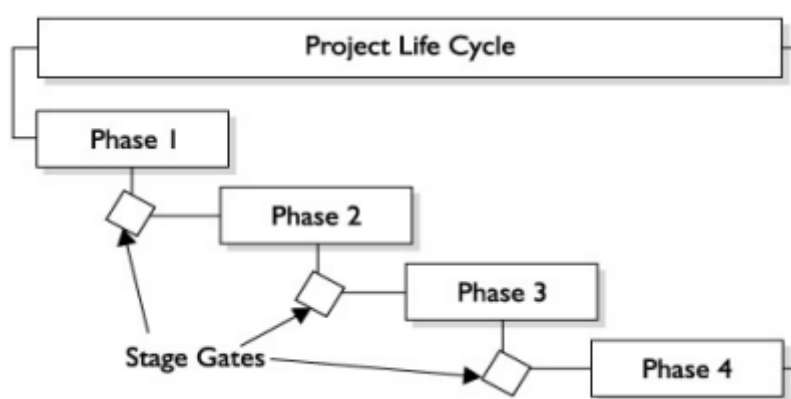 Project Life Cycle
Phase 1
Phase 2
Phase 3
Stage Gates
Phase 4